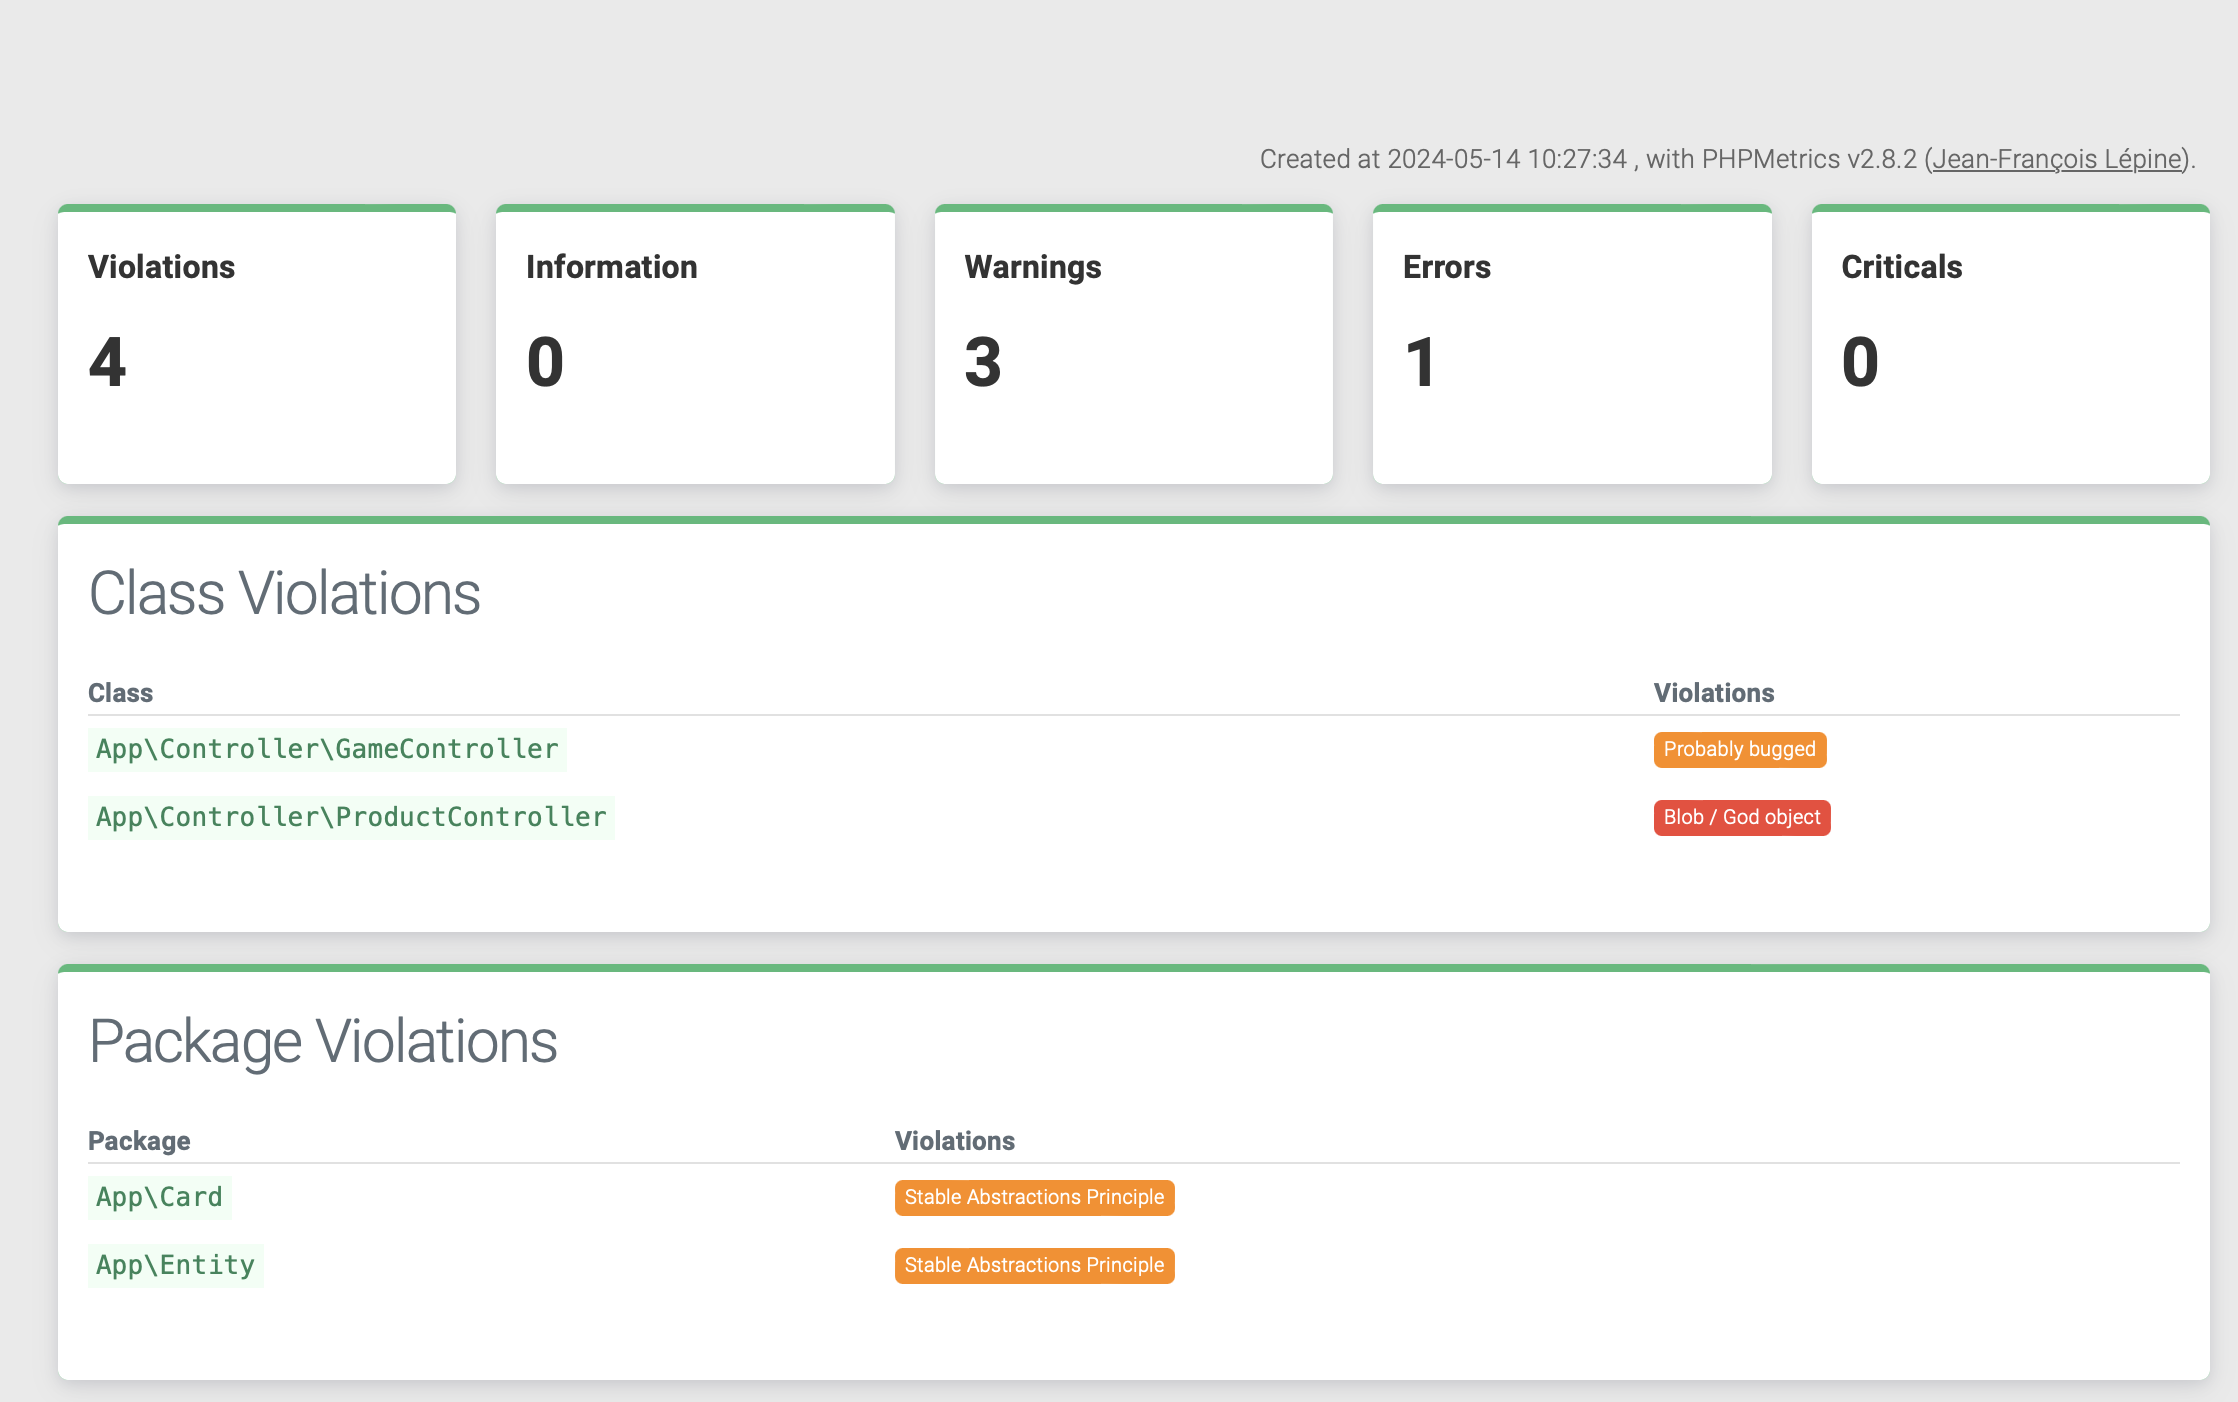 Created at 2024-05-14 10:27:34 , with PHPMetrics v2.8.2 (Jean-François Lépine).
Violations
4
Information
0
Warnings
3
Errors
1
Criticals
0
Class Violations
Class Violations
App\Controller\GameController Probably bugged
App\Controller\ProductController Blob / God object
Package Violations
Package Violations
App\Card Stable Abstractions Principle
App\Entity Stable Abstractions Principle